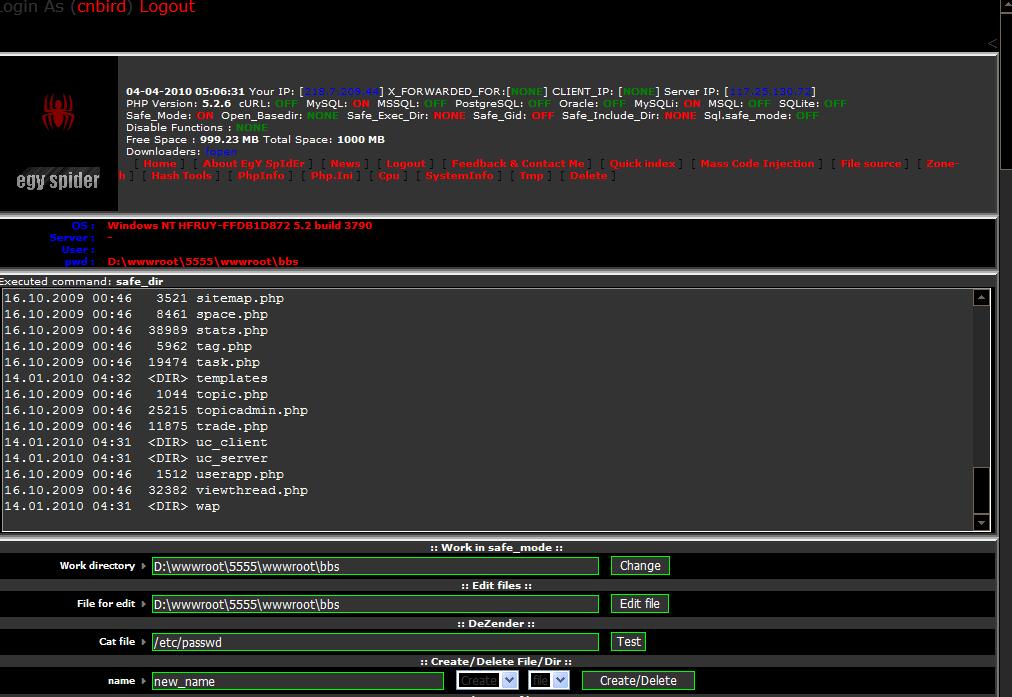 Login As (cnbird) Logout
<
04-04-2010 05:06:31 Your IP: [218.7.209.44] X_FORWARDED_FOR:[NONE] CLIENT_IP: [NONE] Server IP: [117.25.130.72]
PHP Version: 5.2.6 cURL: OFF MySQL: ON MSSQL: OFF PostgreSQL: OFF Oracle: OFF MySQLi: ON MSQL: OFF SQLite: OFF
Safe_Mode: ON Open_Basedir: NONE Safe_Exec_Dir: NONE Safe_Gid: OFF Safe_Include_Dir: NONE Sql.safe_mode: OFF
Disable Functions : NONE
Free Space : 999.23 MB Total Space: 1000 MB
Downloaders: fopen
[ Home ] [ About EgY SpIdEr ] [ News ] [ Logout ] [ Feedback & Contact Me ] [ Quick index ] [ Mass Code Injection ] [ File source ] [ Zone-
h ] [ Hash Tools ] [ PhpInfo ] [ Php.Ini ] [ Cpu ] [ SystemInfo ] [ Tmp ] [ Delete ]
egy spider
OS : Windows NT HFRUY-FFDB1D872 5.2 build 3790
Server : -
User :
pwd : D:\wwwroot\5555\wwwroot\bbs
Executed command: safe_dir
16.10.2009 00:46 3521 sitemap.php
16.10.2009 00:46 8461 space.php
16.10.2009 00:46 38989 stats.php
16.10.2009 00:46 5962 tag.php
16.10.2009 00:46 19474 task.php
14.01.2010 04:32 <DIR> templates
16.10.2009 00:46 1044 topic.php
16.10.2009 00:46 25215 topicadmin.php
16.10.2009 00:46 11875 trade.php
14.01.2010 04:31 <DIR> uc_client
14.01.2010 04:31 <DIR> uc_server
16.10.2009 00:46 1512 userapp.php
16.10.2009 00:46 32382 viewthread.php
14.01.2010 04:31 <DIR> wap
:: Work in safe_mode ::
Work directory D:\wwwroot\5555\wwwroot\bbs Change
:: Edit files ::
File for edit D:\wwwroot\5555\wwwroot\bbs Edit file
:: DeZender ::
Cat file /etc/passwd Test
:: Create/Delete File/Dir ::
name new_name Create file Create/Delete